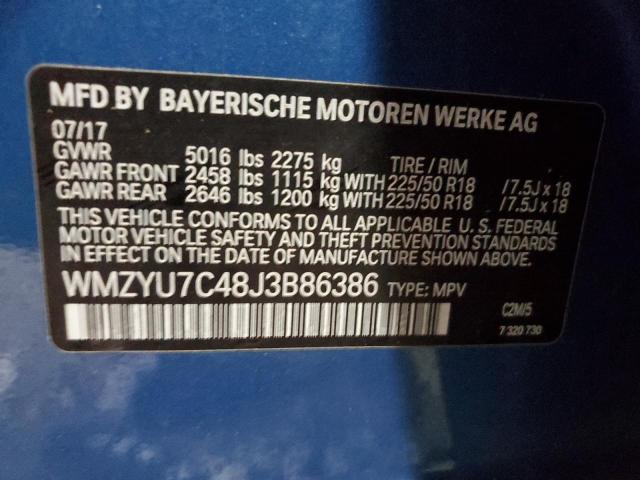 MFD BY BAYERISCHE MOTOREN WERKE AG
07/17
GVWR 5016 lbs 2275 kg TIRE / RIM
GAWR FRONT 2458 lbs 1115 kg WITH 225/50 R18 /7.5J x 18
GAWR REAR 2646 lbs 1200 kg WITH 225/50 R18 /7.5J x 18
THIS VEHICLE CONFORMS TO ALL APPLICABLE U. S. FEDERAL
MOTOR VEHICLE SAFETY AND THEFT PREVENTION
STANDARDS IN EFFECT ON THE DATE OF MANUFACTURE SHOWN ABOVE.
WMZYU7C48J3B86386 TYPE: MPV
C2M/5
7 320 730